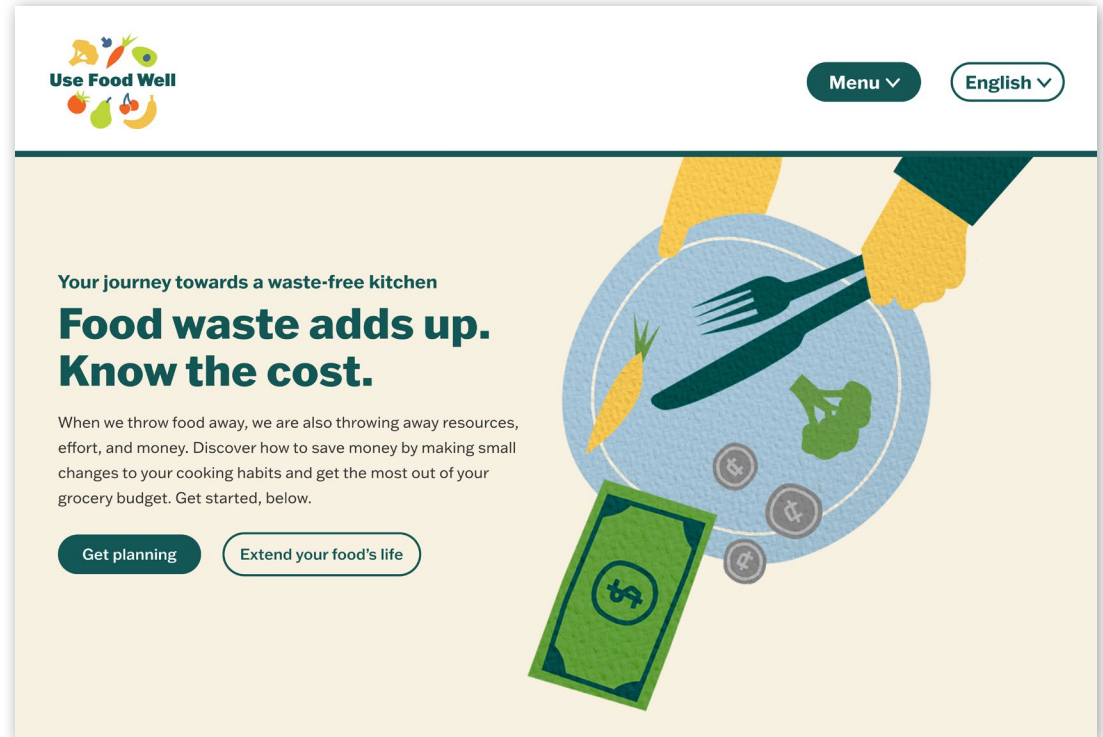 Use Food Well
Menu
English
Your journey towards a waste-free kitchen
Food waste adds up.
Know the cost.
When we throw food away, we are also throwing away resources,
effort, and money. Discover how to save money by making small
changes to your cooking habits and get the most out of your
grocery budget. Get started, below.
Get planning
Extend your food's life
¢
¢
¢
$